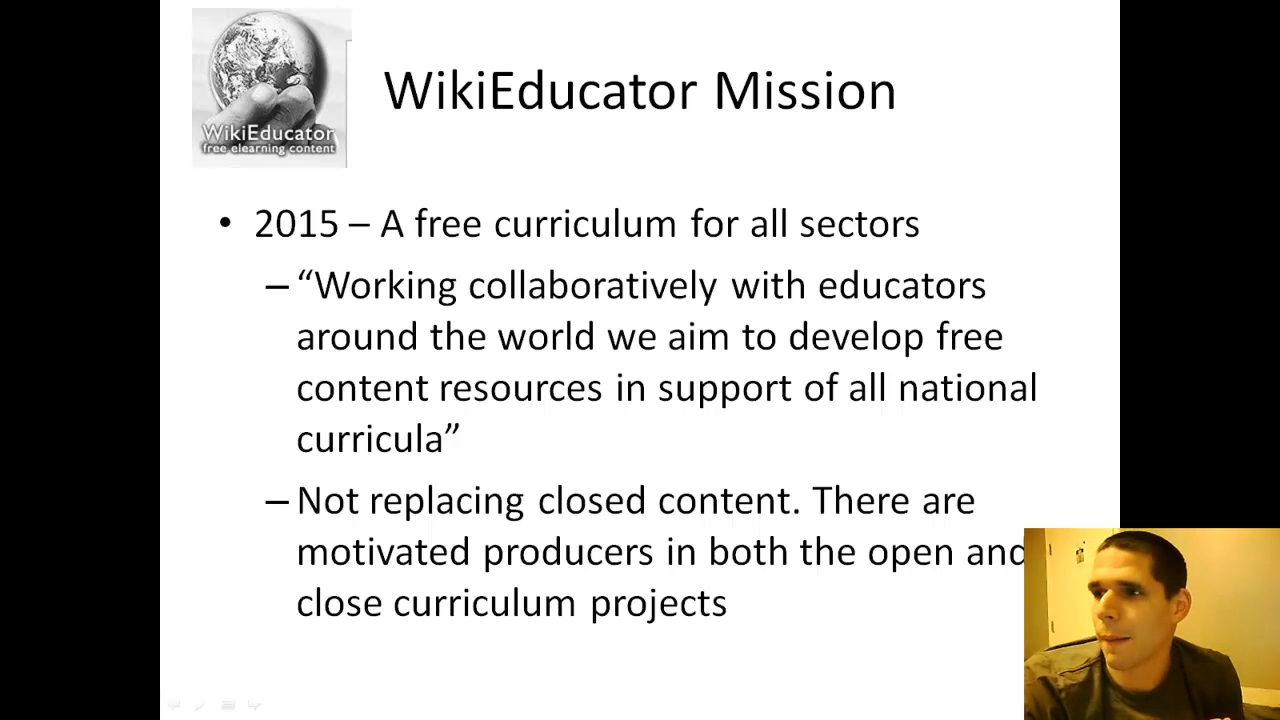 WikiEducator
free elearning content
WikiEducator Mission
• 2015 – A free curriculum for all sectors
– “Working collaboratively with educators
around the world we aim to develop free
content resources in support of all national
curricula”
– Not replacing closed content. There are
motivated producers in both the open and
close curriculum projects